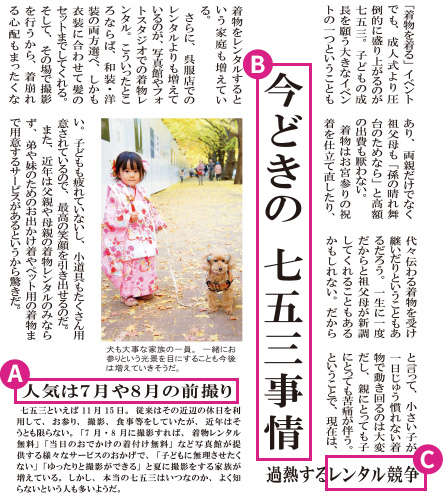 B
今どきの 七五三事情
過熱するレンタル競争
C
「着物を着る」イベント
でも、成人式より圧
倒的に盛り上がるのが
七五三。子どもの成
長を願う大きなイベン
トの一つということも
あり、両親だけでなく
祖父母も「孫の晴れ舞
台のためなら」と高額
の出費も厭わない。
着物はお宮参りの祝
着を仕立て直したり、
代々伝わる着物を受け
継いだりということもあ
るだろう。一生に一度
だからと祖父母が新調
してくれることもある
かもしれない。だから
と言って、小さい子が
一日じゅう慣れない着
物で動き回るのは大変
だし、親にとっても子
にとっても苦痛が伴う。
ということで、現在は、
着物をレンタルすると
いう家庭も増えてい
る。
さらに、呉服店での
レンタルよりも増えて
いるのが、写真館やフォ
トスタジオでの着物レ
ンタル。こういったとこ
ろならば、和装・洋
装の両方選べ、しかも
衣装に合わせて髪の
セットまでしてくれる。
そして、その場で撮影
を行うから、着崩れ
る心配もまったくな
い。子どもも疲れていないし、小道具もたくさん用
意されているので、最高の笑顔を引き出せるのだ。
また、近年は父親や母親の着物レンタルのみなら
ず、弟や妹のためのお出かけ着やペット用の着物ま
で用意するサービスがあるというから驚きだ。
犬も大事な家族の一員。一緒にお
参りという光景を目にすることも今後
は増えていきそうだ。
A
人気は7月や8月の前撮り
七五三といえば11月15日。従来はその近辺の休日を利
用して、お参り、撮影、食事等をしていたが、近年はそ
うとも限らない。「7月・8月に撮影すれば、着物レンタル
無料」「当日のおでかけの着付け無料」など写真館が提
供する様々なサービスのおかげで、「子どもに無理させたく
ない」「ゆったりと撮影ができる」と夏に撮影をする家族が
増えている。しかし、本当の七五三はいつなのか、よく知
らないという人も多いようだ。